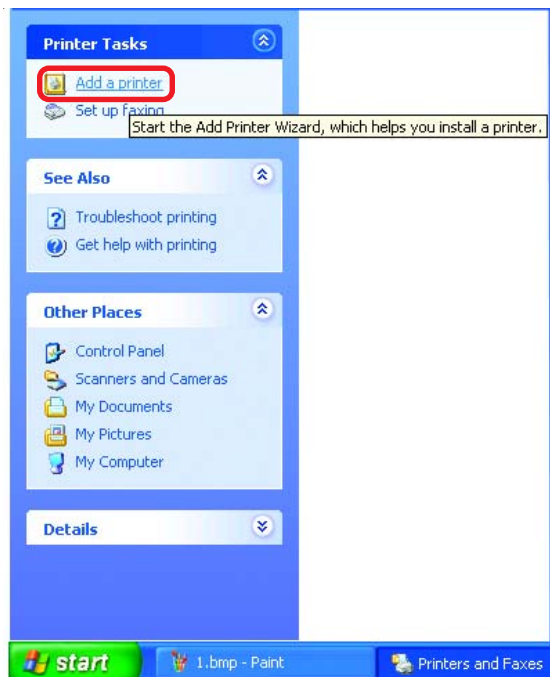 Printer Tasks
Add a printer
Set up faxing
Start the Add Printer Wizard, which helps you install a printer.
See Also
Troubleshoot printing
Get help with printing
Other Places
Control Panel
Scanners and Cameras
My Documents
My Pictures
My Computer
Details
start
1.bmp - Paint
Printers and Faxes